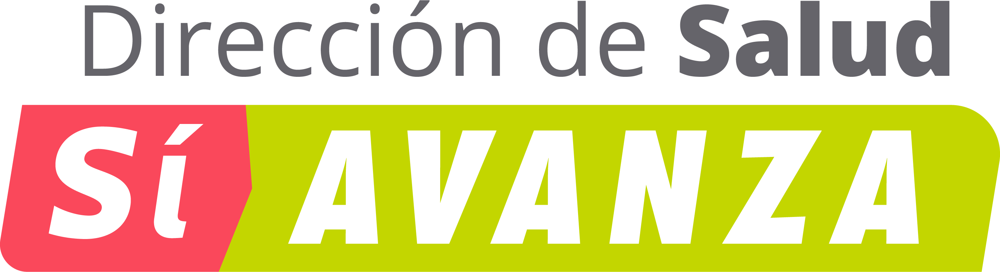 Dirección de Salud
Sí AVANZA